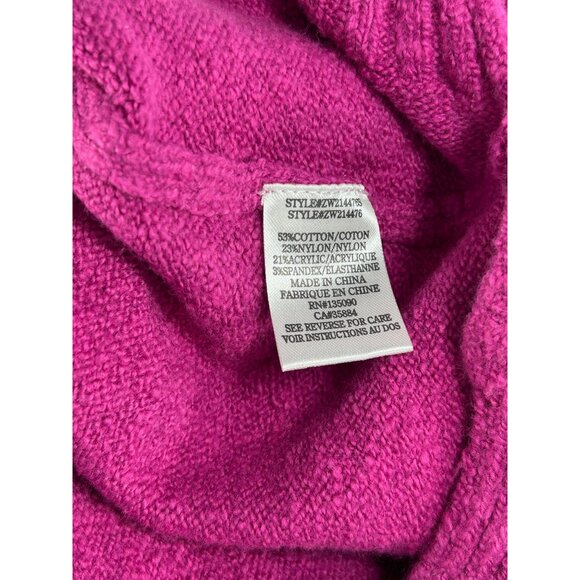 STYLE#ZW214476S
STYLE#ZW214476
53%COTTON/COTON
23%NYLON/NYLON
21%ACRYLIC/ACRYLIQUE
3%SPANDEX/ELASTHANNE
MADE IN CHINA
FABRIQUE EN CHINE
RN#135090
CA#35884
SEE REVERSE FOR CARE
VOIR INSTRUCTIONS AU DOS